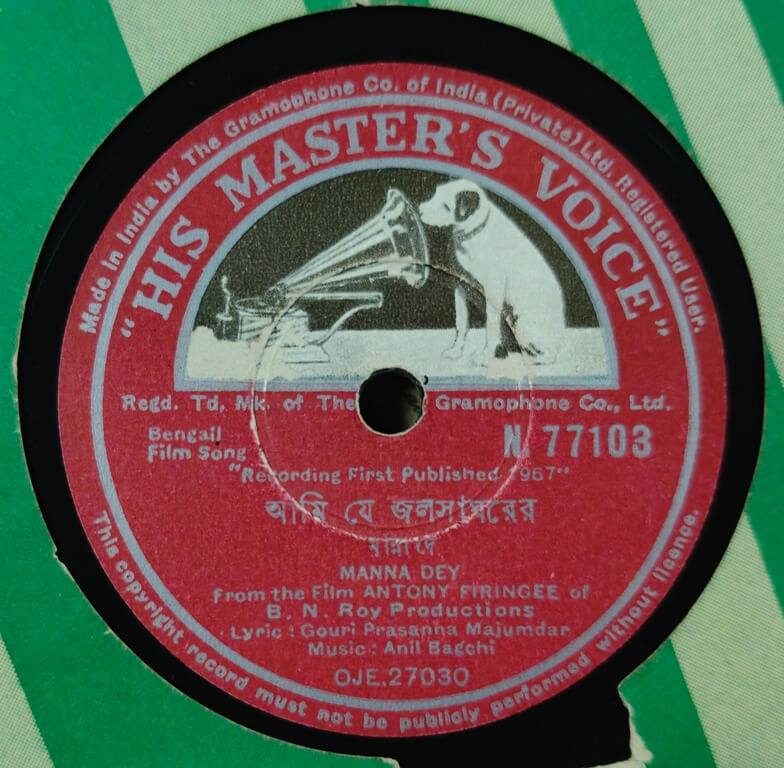 Made in India by The Gramophone Co. of India (Private) Ltd. Registered User.
"HIS MASTER'S VOICE"
Regd. Td. Mk. of The Gramophone Co., Ltd.
Bengali
Film Song
N 77103
"Recording First Published 1967"
আমি যে জলসাঘরের
মান্না দে
MANNA DEY
From the Film ANTONY FIRINGEE of
B. N. Roy Productions
Lyric : Gouri Prasanna Majumdar
Music : Anil Bagchi
OJE.27030
This copyright record must not be publicly performed without licence.